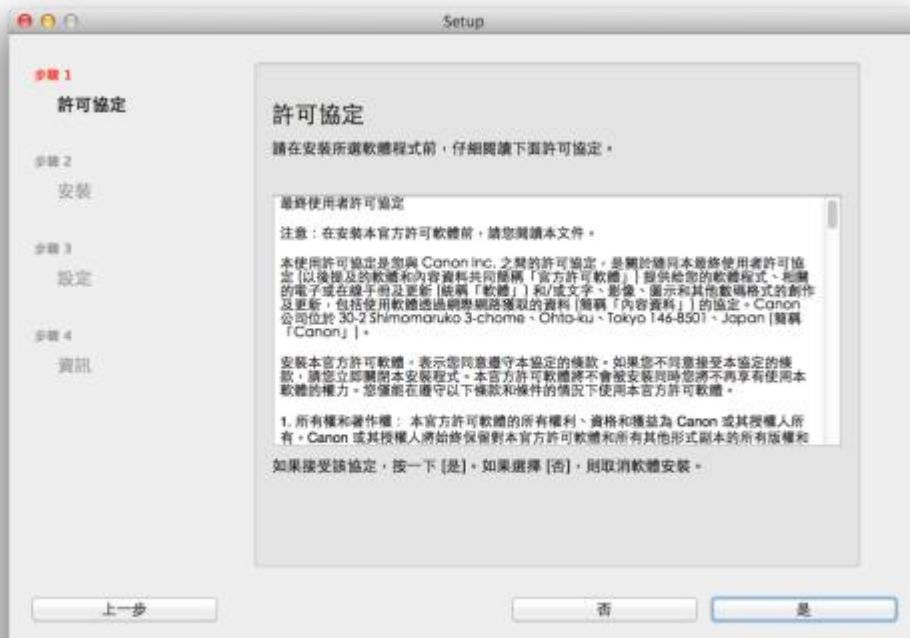 Setup
步驟 1
許可協定
步驟 2
安裝
步驟 3
設定
步驟 4
資訊
許可協定
請在安裝所選軟體程式前，仔細閱讀下面許可協定。
最終使用者許可協定
注意：在安裝本官方許可軟體前，請您閱讀本文件。
本使用許可協定是您與 Canon Inc. 之間的許可協定，是關於隨同本最終使用者許可協
定 [以後提及的軟體和內容資料共同簡稱「官方許可軟體」] 提供給您的軟體程式、相關
的電子或在線手冊及更新 [統稱「軟體」] 和/或文字、影像、圖示和其他數碼格式的創作
及更新，包括使用軟體透過網際網路獲取的資料 [簡稱「內容資料」] 的協定。Canon
公司位於 30-2 Shimomaruko 3-chome、Ohta-ku、Tokyo 146-8501、Japan [簡稱
「Canon」]。
安裝本官方許可軟體，表示您同意遵守本協定的條款。如果您不同意接受本協定的條
款，請您立即關閉本安裝程式。本官方許可軟體將不會被安裝同時您將不再享有使用本
軟體的權力。您僅能在遵守以下條款和條件的情況下使用本官方許可軟體。
1. 所有權和著作權： 本官方許可軟體的所有權利、資格和獲益為 Canon 或其授權人所
有。Canon 或其授權人將始終保留對本官方許可軟體和所有其他形式副本的所有版權和
如果接受該協定，按一下 [是]。如果選擇 [否]，則取消軟體安裝。
上一步
否
是